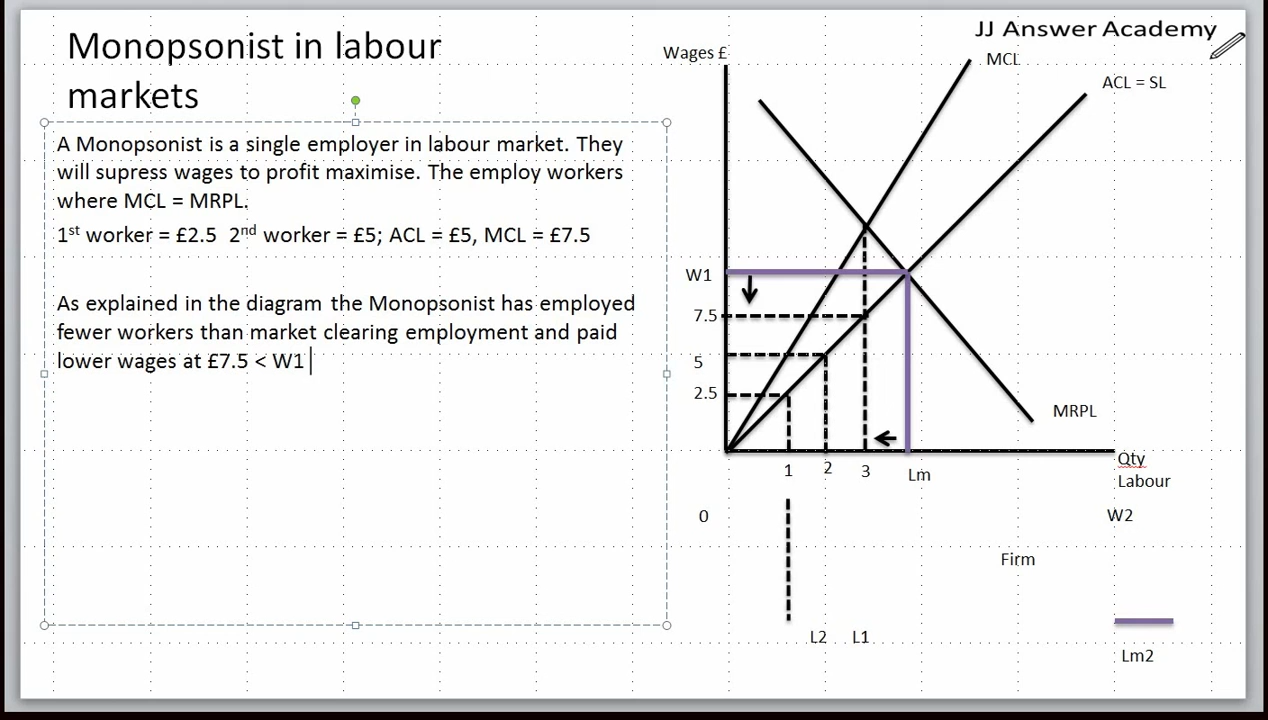 Monopsonist in labour
markets
JJ Answer Academy
A Monopsonist is a single employer in labour market. They
will supress wages to profit maximise. The employ workers
where MCL = MRPL.
1st worker = £2.5  2nd worker = £5; ACL = £5, MCL = £7.5
As explained in the diagram the Monopsonist has employed
fewer workers than market clearing employment and paid
lower wages at £7.5 < W1
Wages £
MCL
ACL = SL
W1
7.5
5
2.5
MRPL
1 2 3 Lm
Qty
Labour
0
W2
Firm
L2 L1
Lm2